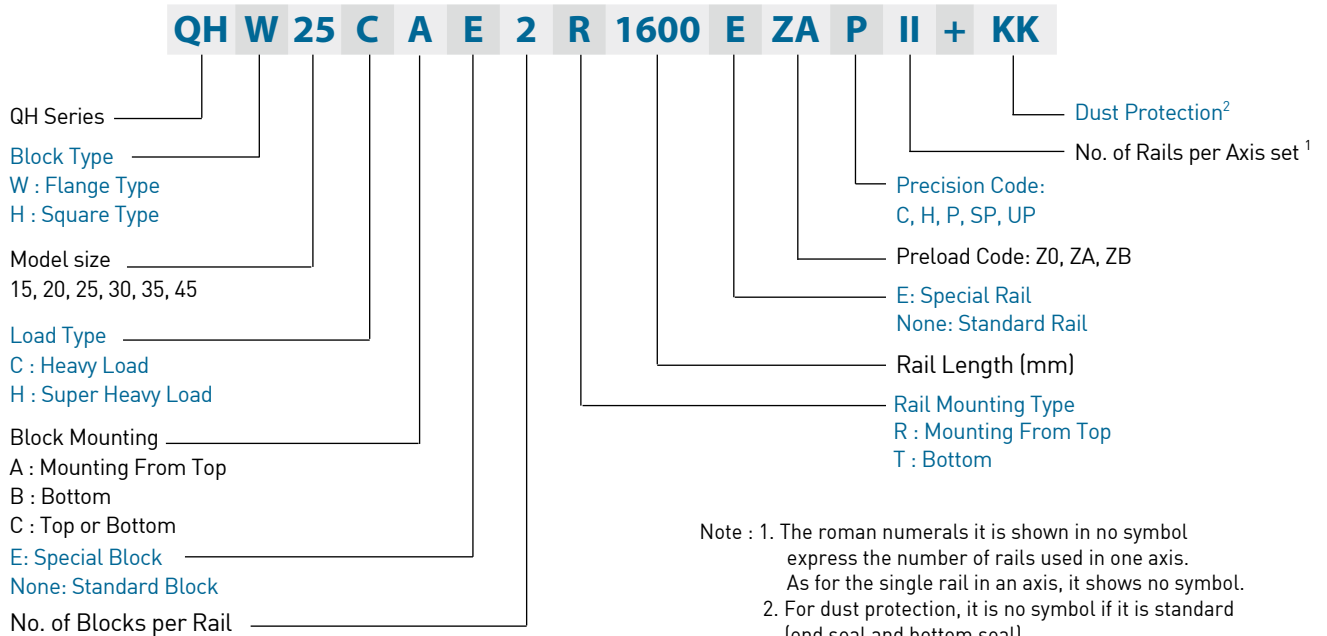 QH W 25 C A E 2 R 1600 E ZA P II + KK
QH Series
Block Type
W : Flange Type
H : Square Type
Model size
15, 20, 25, 30, 35, 45
Load Type
C : Heavy Load
H : Super Heavy Load
Block Mounting
A : Mounting From Top
B : Bottom
C : Top or Bottom
E: Special Block
None: Standard Block
No. of Blocks per Rail
Dust Protection2
No. of Rails per Axis set 1
Precision Code:
C, H, P, SP, UP
Preload Code: Z0, ZA, ZB
E: Special Rail
None: Standard Rail
Rail Length (mm)
Rail Mounting Type
R : Mounting From Top
T : Bottom
Note : 1. The roman numerals it is shown in no symbol
express the number of rails used in one axis.
As for the single rail in an axis, it shows no symbol.
2. For dust protection, it is no symbol if it is standard
(end seal and bottom seal)